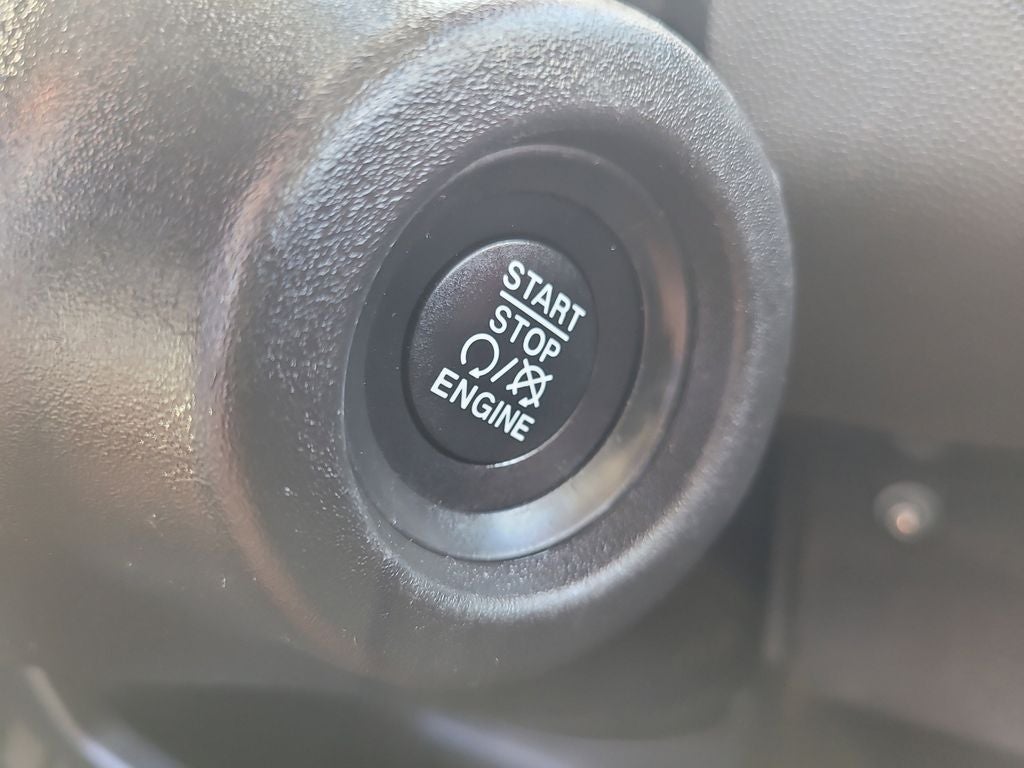 START
STOP
/
ENGINE